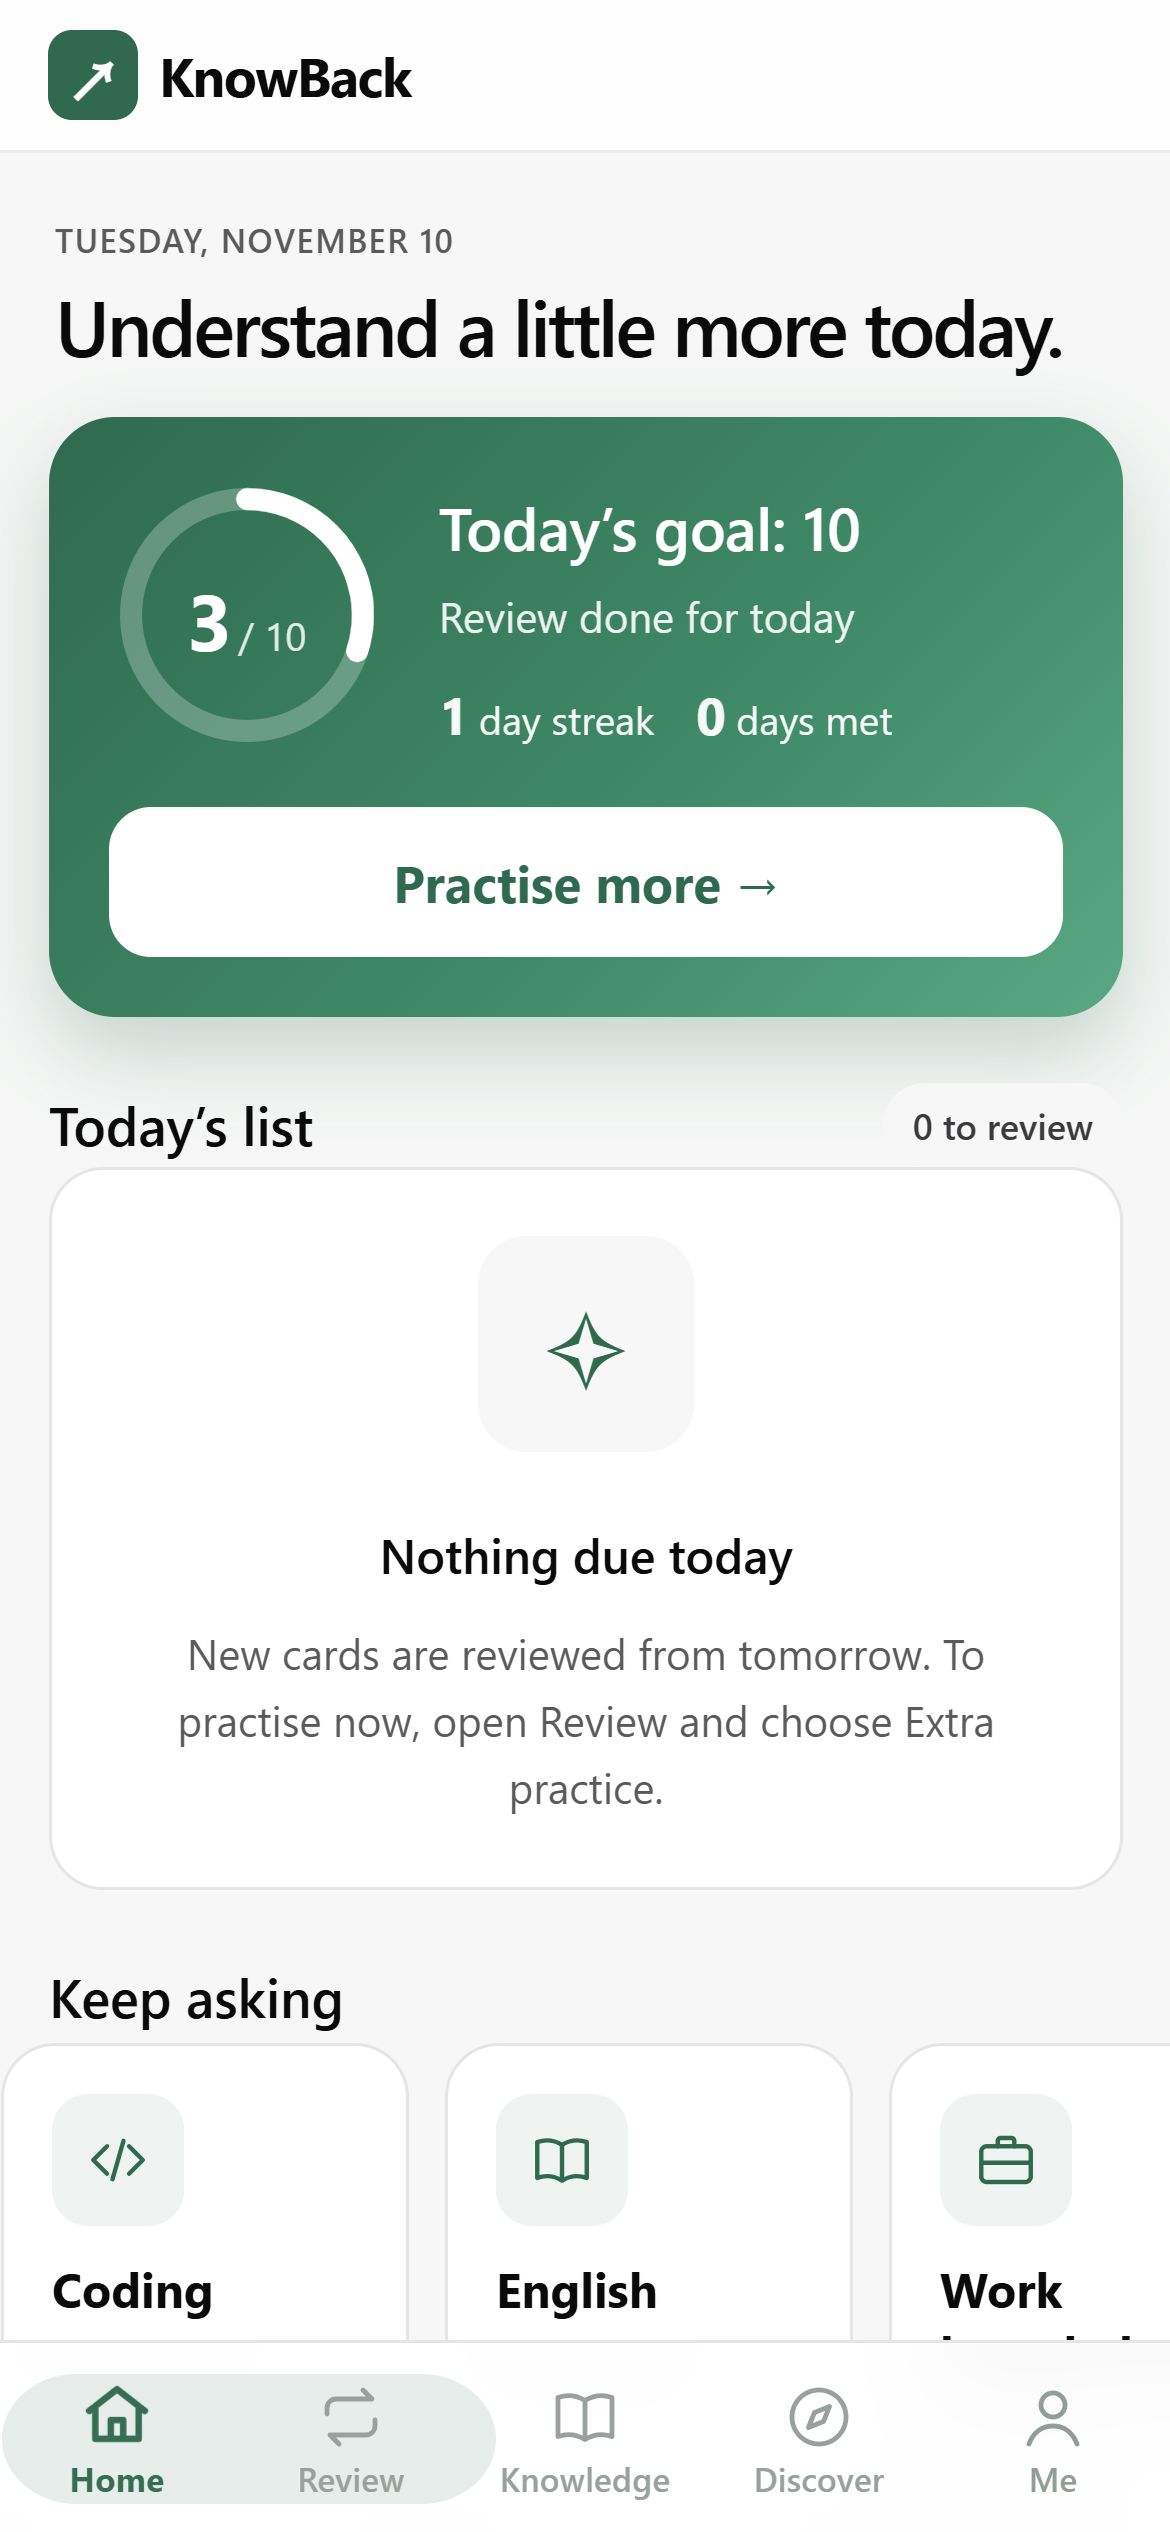 KnowBack
TUESDAY, NOVEMBER 10
Understand a little more today.
3 / 10
Today’s goal: 10
Review done for today
1 day streak 0 days met
Practise more →
Today’s list
0 to review
Nothing due today
New cards are reviewed from tomorrow. To
practise now, open Review and choose Extra
practice.
Keep asking
Coding
English
Work
Home
Review
Knowledge
Discover
Me